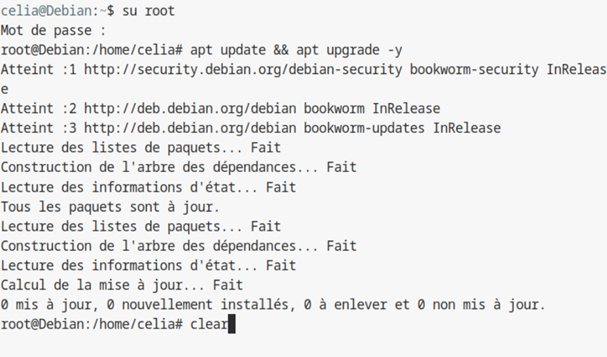 celia@Debian:~$ su root
Mot de passe :
root@Debian:/home/celia# apt update && apt upgrade -y
Atteint :1 http://security.debian.org/debian-security bookworm-security InReleas
e
Atteint :2 http://deb.debian.org/debian bookworm InRelease
Atteint :3 http://deb.debian.org/debian bookworm-updates InRelease
Lecture des listes de paquets... Fait
Construction de l'arbre des dépendances... Fait
Lecture des informations d'état... Fait
Tous les paquets sont à jour.
Lecture des listes de paquets... Fait
Construction de l'arbre des dépendances... Fait
Lecture des informations d'état... Fait
Calcul de la mise à jour... Fait
0 mis à jour, 0 nouvellement installés, 0 à enlever et 0 non mis à jour.
root@Debian:/home/celia# clear